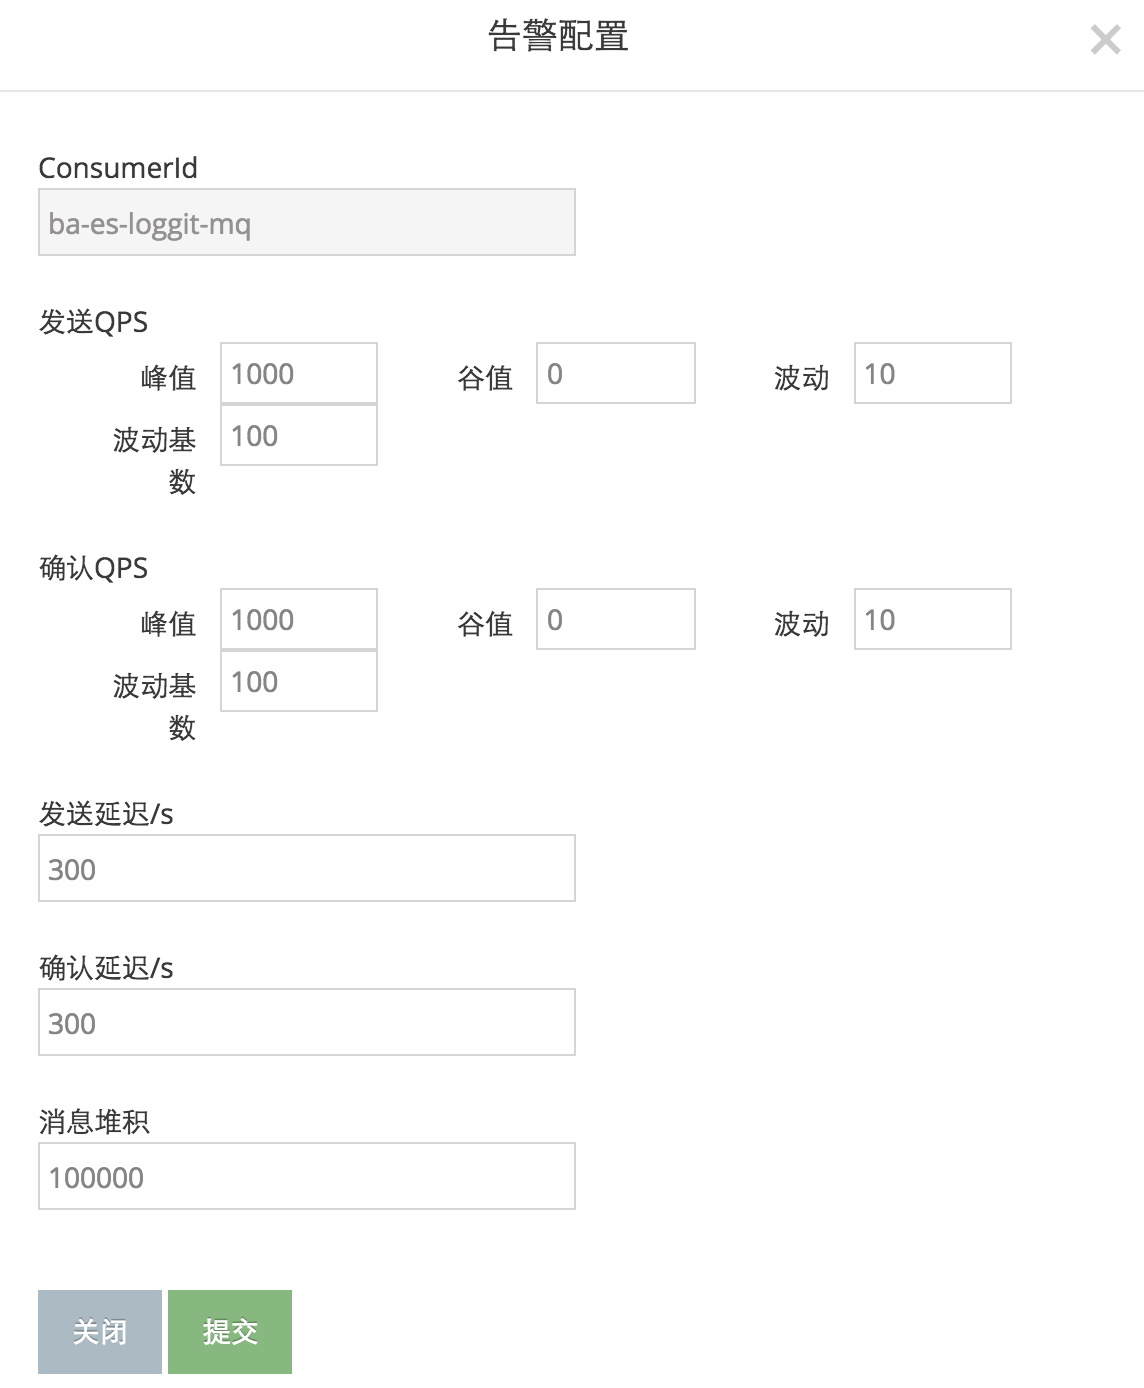 告警配置
ConsumerId
ba-es-loggit-mq
发送QPS
峰值 1000 谷值 0 波动 10
波动基 100
数
确认QPS
峰值 1000 谷值 0 波动 10
波动基 100
数
发送延迟/s
300
确认延迟/s
300
消息堆积
100000
关闭 提交